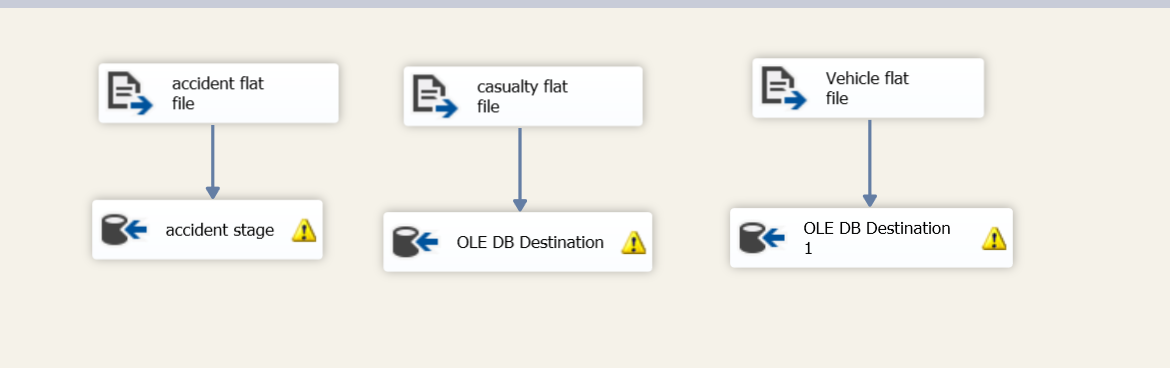 accident flat
file
casualty flat
file
Vehicle flat
file
accident stage
OLE DB Destination
OLE DB Destination
1